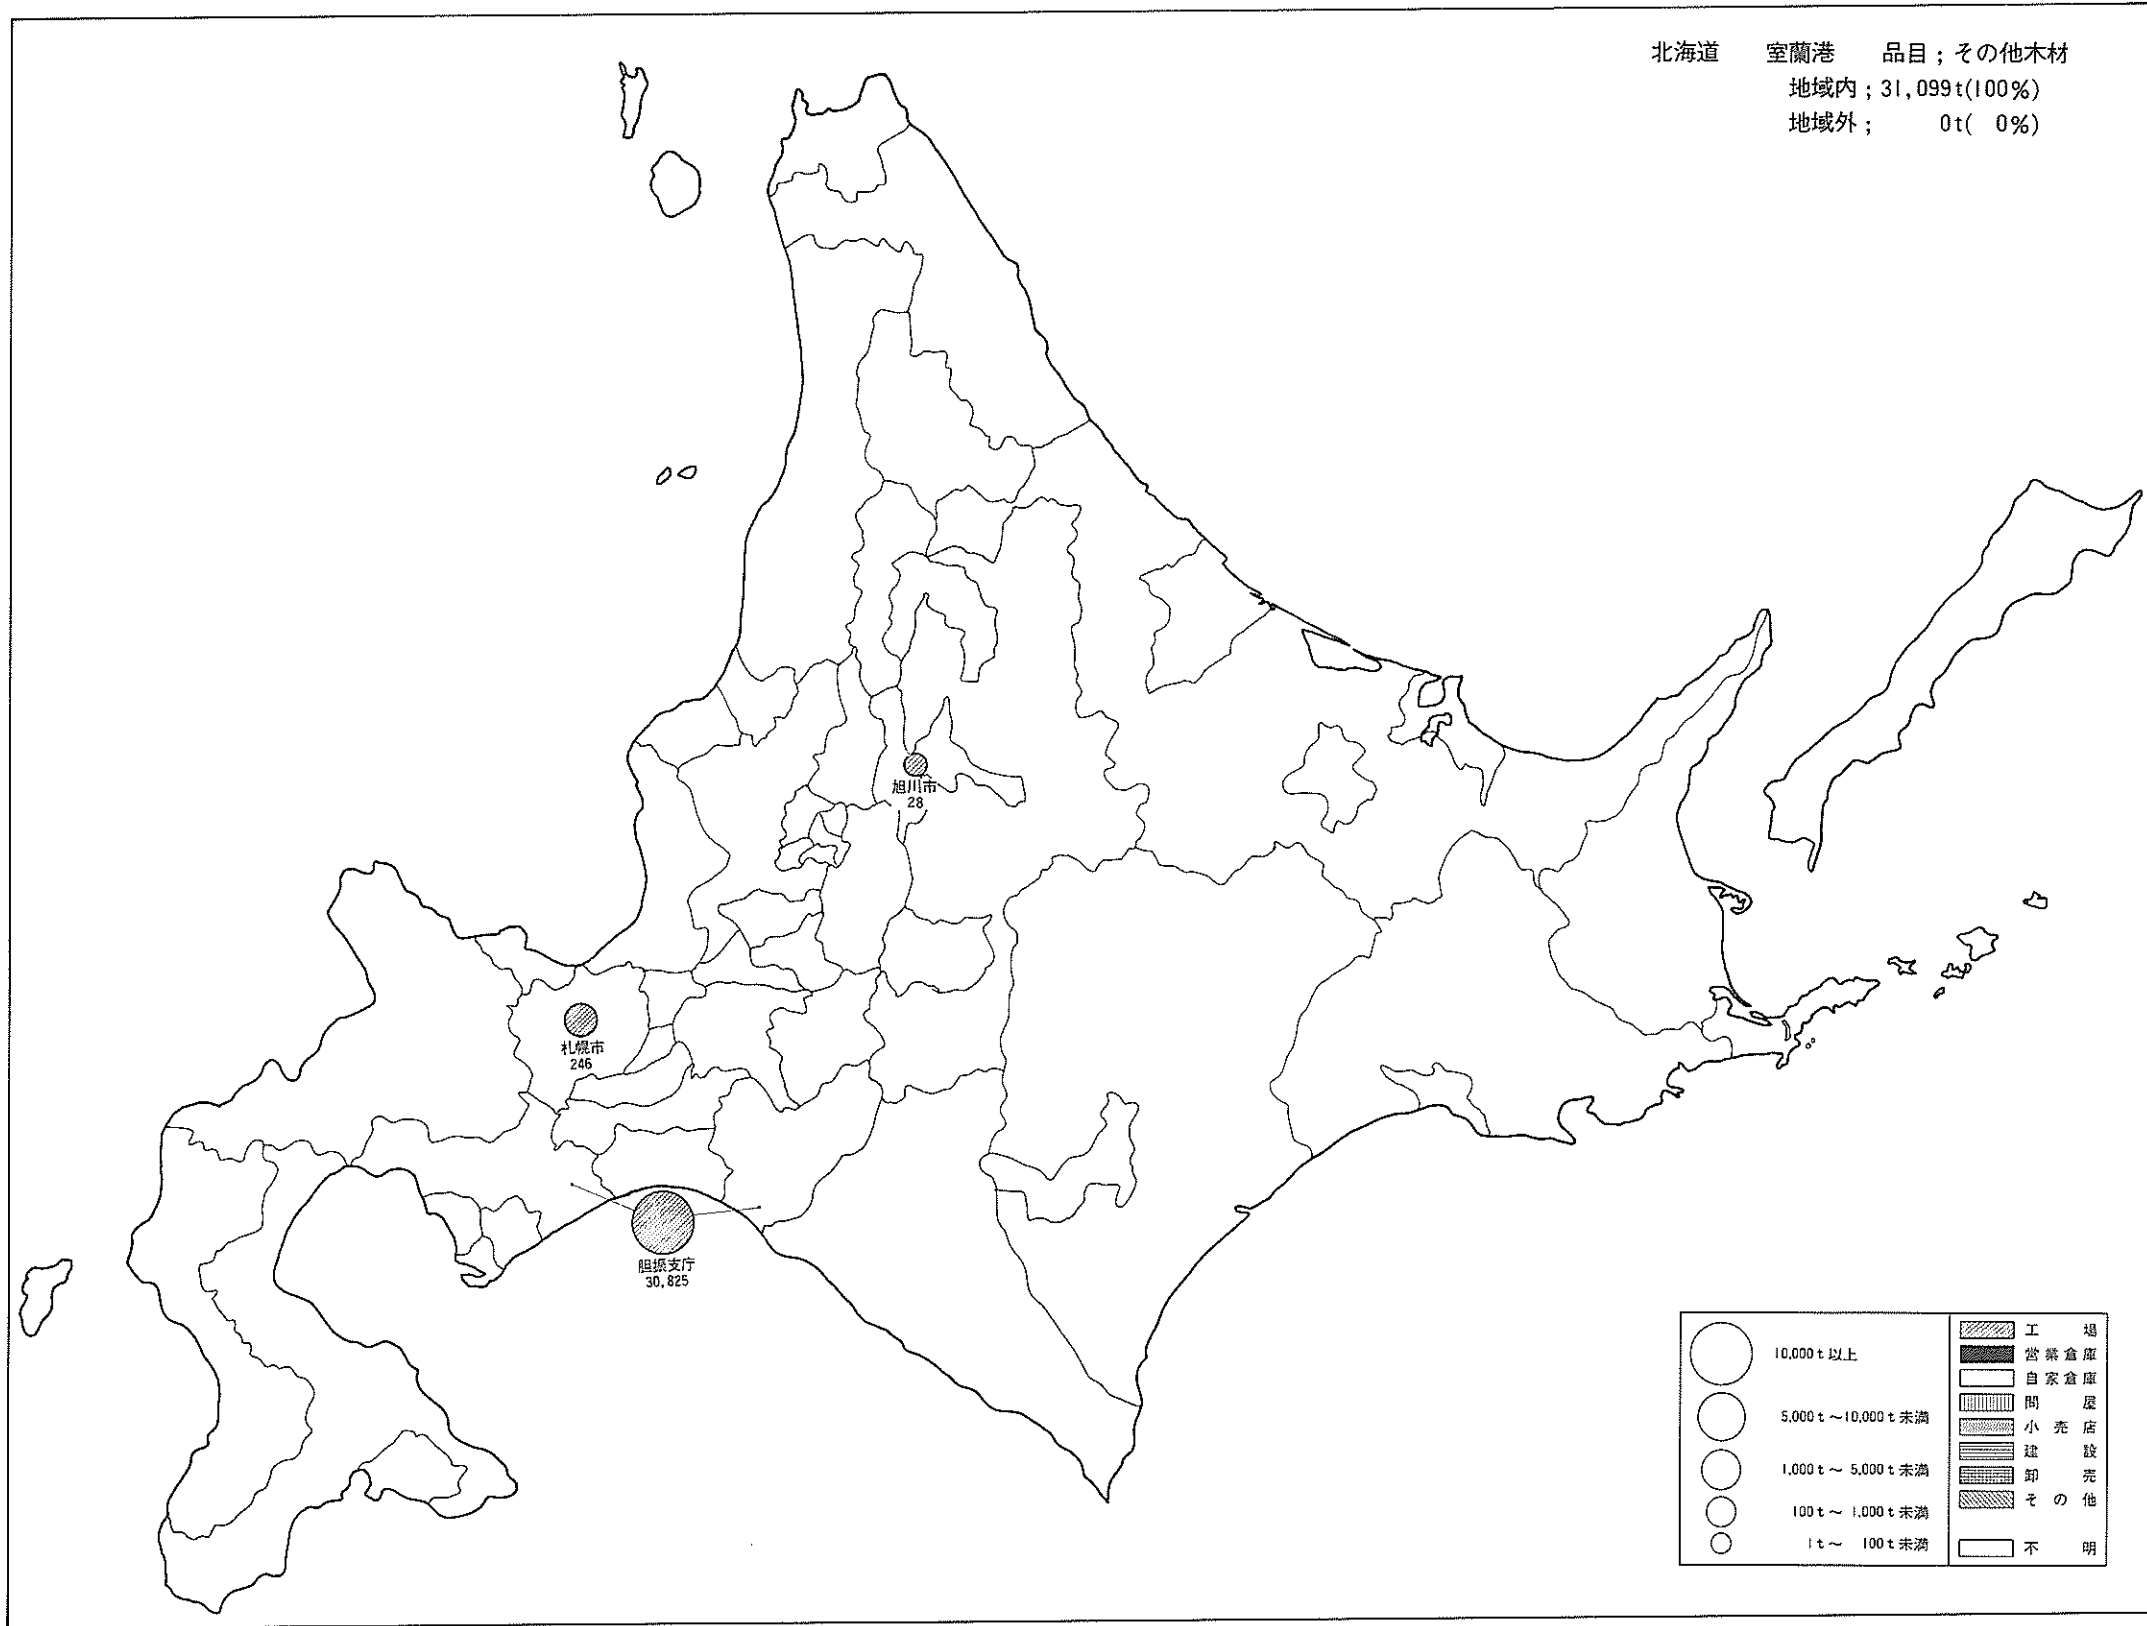 北海道 室蘭港 品目；その他木材
地域内；31,099t(100%)
地域外； 0t( 0%)
旭川市
28
札幌市
246
胆振支庁
30,825
10,000t以上
5,000t～10,000t未満
1,000t～ 5,000t未満
100t～ 1,000t未満
1t～ 100t未満
工場
営業倉庫
自家倉庫
問屋
小売店
建設
卸売
その他
不明